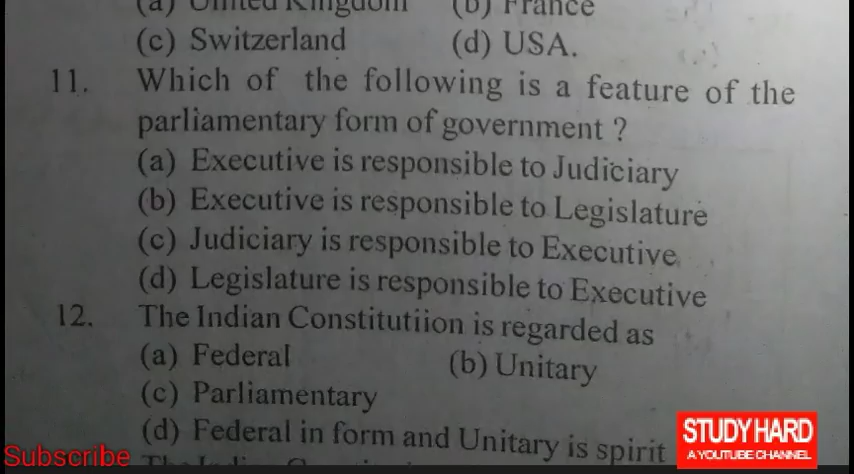 (a) United Kingdom (b) France
(c) Switzerland (d) USA.
11. Which of the following is a feature of the
parliamentary form of government ?
(a) Executive is responsible to Judiciary
(b) Executive is responsible to Legislature
(c) Judiciary is responsible to Executive
(d) Legislature is responsible to Executive
12. The Indian Constitutiion is regarded as
(a) Federal (b) Unitary
(c) Parliamentary
(d) Federal in form and Unitary is spirit
STUDY HARD
A YOUTUBE CHANNEL
Subscribe